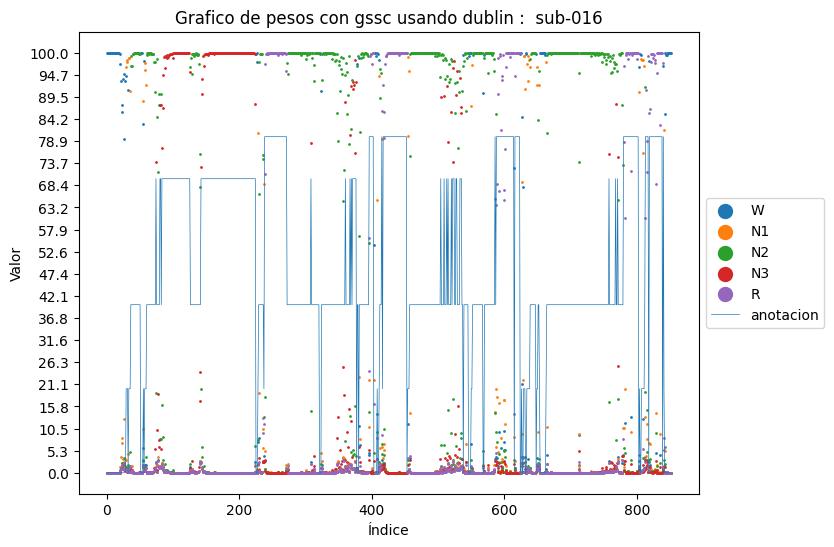 Grafico de pesos con gssc usando dublin :  sub-016
Valor
100.0
94.7
89.5
84.2
78.9
73.7
68.4
63.2
57.9
52.6
47.4
42.1
36.8
31.6
26.3
21.1
15.8
10.5
5.3
0.0
0
200
400
600
800
Índice
W
N1
N2
N3
R
anotacion